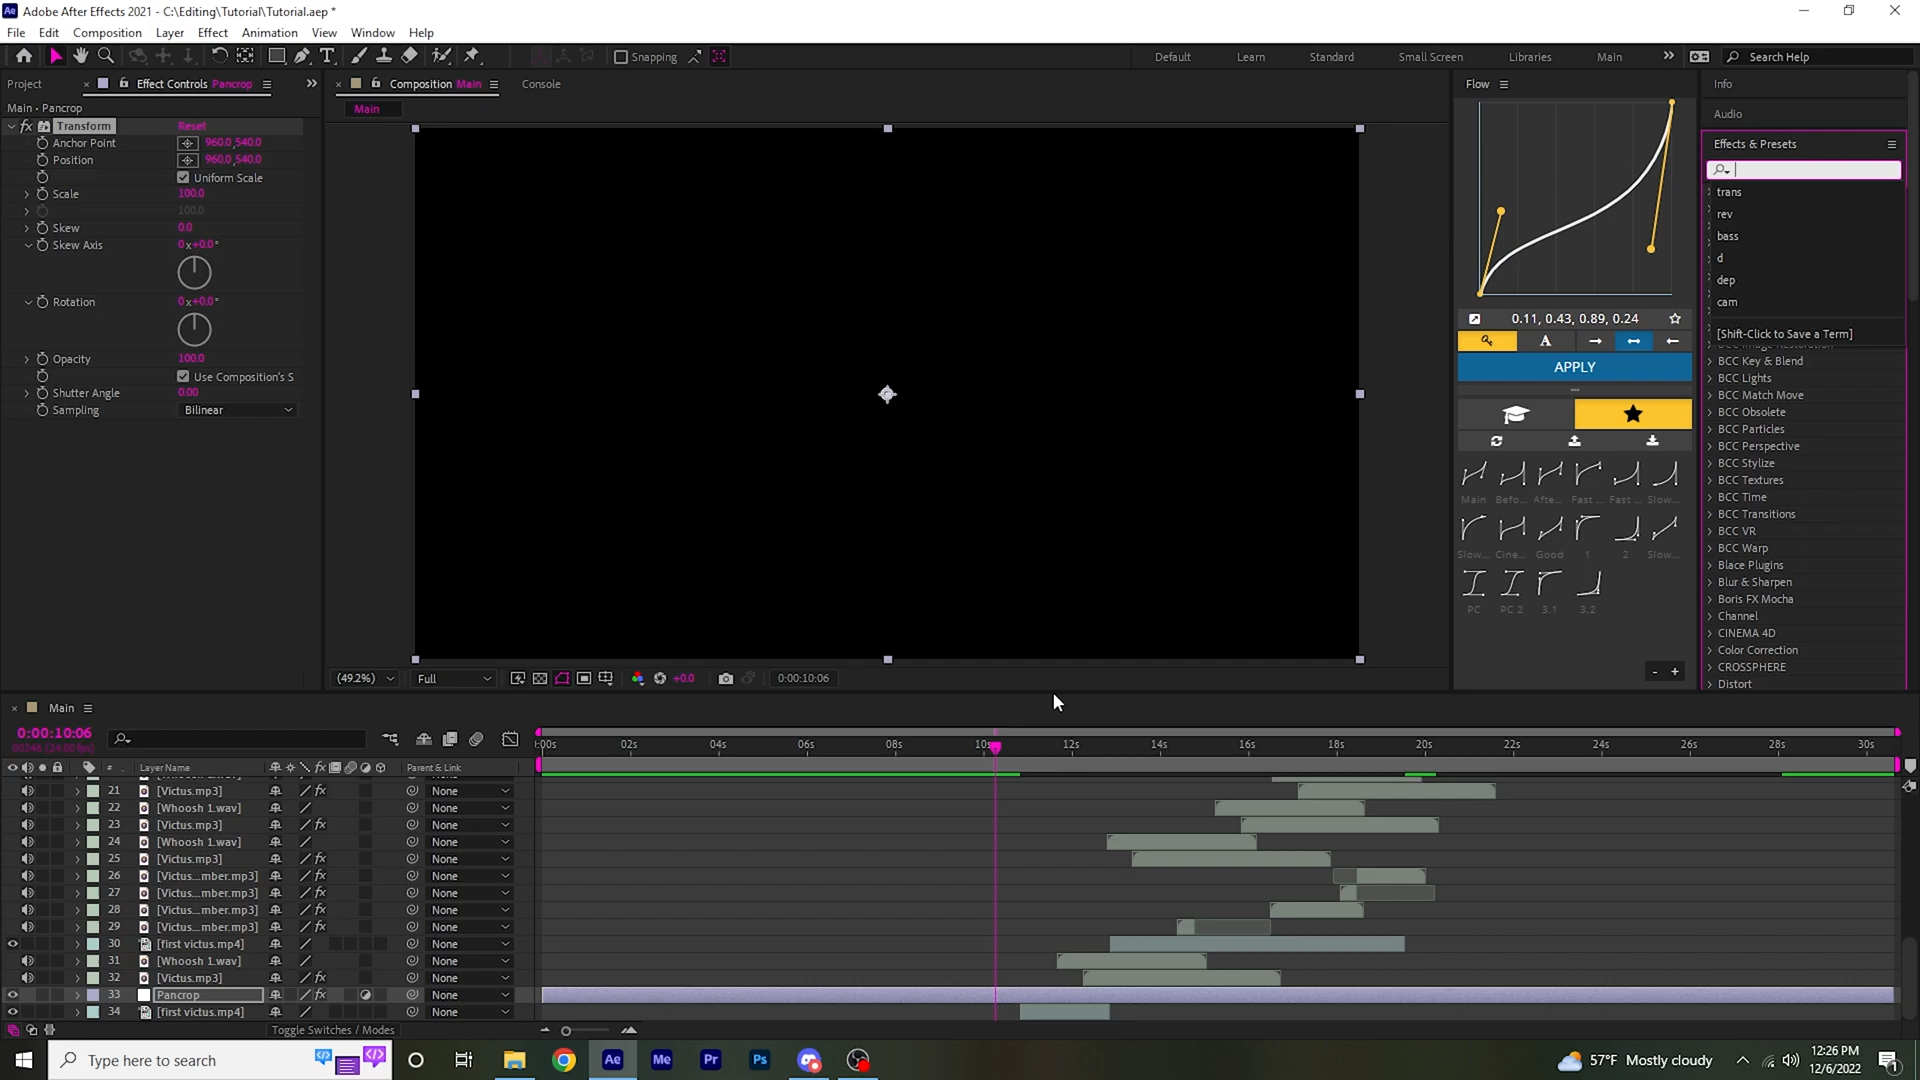 Adobe After Effects 2021 - C:\Editing\Tutorial\Tutorial.aep *
File Edit Composition Layer Effect Animation View Window Help
Snapping
Default Learn Standard Small Screen Libraries Main Search Help
Project Effect Controls Pancrop
Main • Pancrop
Transform Reset
Anchor Point 960.0,540.0
Position 960.0,540.0
Uniform Scale
Scale 100.0
100.0
Skew 0.0
Skew Axis 0x+0.0°
Rotation 0x+0.0°
Opacity 100.0
Use Composition's S
Shutter Angle 0.00
Sampling Bilinear
Composition Main Console
Main
(49.2%) Full +0.0 0:00:10:06
Flow
0.11, 0.43, 0.89, 0.24
A
APPLY
Main Befo... Afte... Fast ... Fast ... Slow...
Slow... Cine... Good 1 2 Slow...
PC PC 2 3.1 3.2
- +
Info
Audio
Effects & Presets
trans
rev
bass
d
dep
cam
[Shift-Click to Save a Term]
BCC Image Restoration
BCC Key & Blend
BCC Lights
BCC Match Move
BCC Obsolete
BCC Particles
BCC Perspective
BCC Stylize
BCC Textures
BCC Time
BCC Transitions
BCC VR
BCC Warp
Blace Plugins
Blur & Sharpen
Boris FX Mocha
Channel
CINEMA 4D
Color Correction
CROSSPHERE
Distort
Main
0:00:10:06
00246 (24.00 fps)
:00s 02s 04s 06s 08s 10s 12s 14s 16s 18s 20s 22s 24s 26s 28s 30s
# Layer Name Parent & Link
21 [Victus.mp3] None
22 [Whoosh 1.wav] None
23 [Victus.mp3] None
24 [Whoosh 1.wav] None
25 [Victus.mp3] None
26 [Victus...mber.mp3] None
27 [Victus...mber.mp3] None
28 [Victus...mber.mp3] None
29 [Victus...mber.mp3] None
30 [first victus.mp4] None
31 [Whoosh 1.wav] None
32 [Victus.mp3] None
33 Pancrop None
34 [first victus.mp4] None
Toggle Switches / Modes
Type here to search
Ae Me Pr Ps
57°F Mostly cloudy
12:26 PM
12/6/2022
1